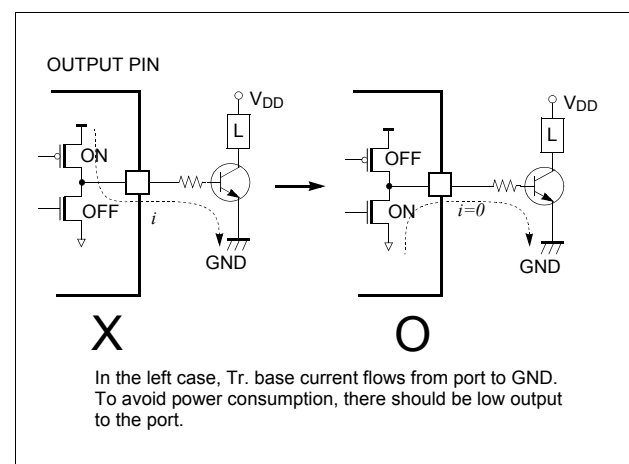 OUTPUT PIN
VDD
L
ON
OFF
i
GND
X
VDD
L
OFF
ON
i=0
GND
O
In the left case, Tr. base current flows from port to GND.
To avoid power consumption, there should be low output
to the port.